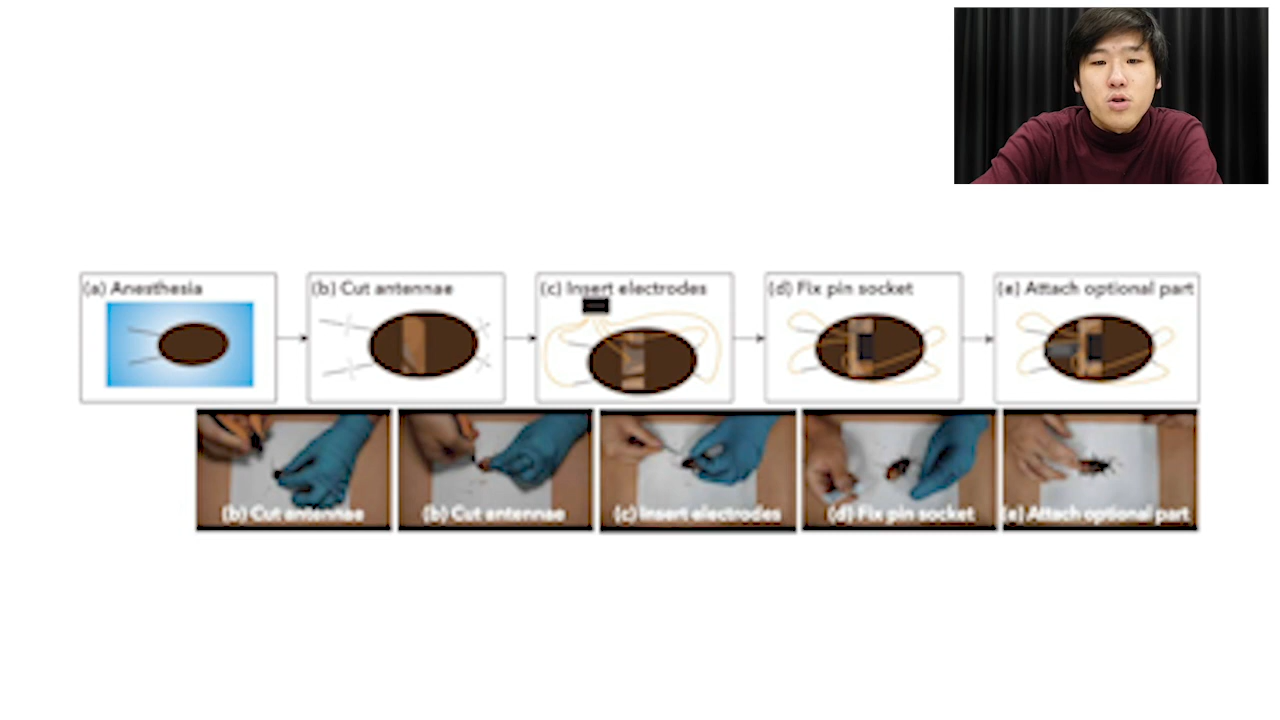 (a) Anesthesia
(b) Cut antennae
(c) Insert electrodes
(d) Fix pin socket
(e) Attach optional part
(b) Cut antennae
(b) Cut antennae
(c) Insert electrodes
(d) Fix pin socket
(e) Attach optional part